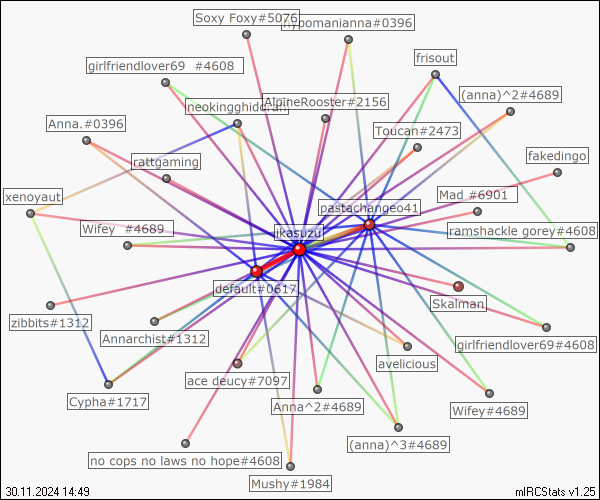 Soxy Foxy#5076
hypomanianna#0396
girlfriendlover69 #4608
frisout
(anna)^2#4689
neokingghidorah
AlpineRooster#2156
Anna.#0396
Toucan#2473
fakedingo
rattgaming
xenoyaut
Mad #6901
pastachangeo41
Wifey #4689
ikasuzu
ramshackle gorey#4608
default#0617
Skalman
zibbits#1312
Annarchist#1312
girlfriendlover69#4608
avelicious
ace deucy#7097
Cypha#1717
Anna^2#4689
Wifey#4689
(anna)^3#4689
no cops no laws no hope#4608
Mushy#1984
30.11.2024 14:49
mIRCStats v1.25